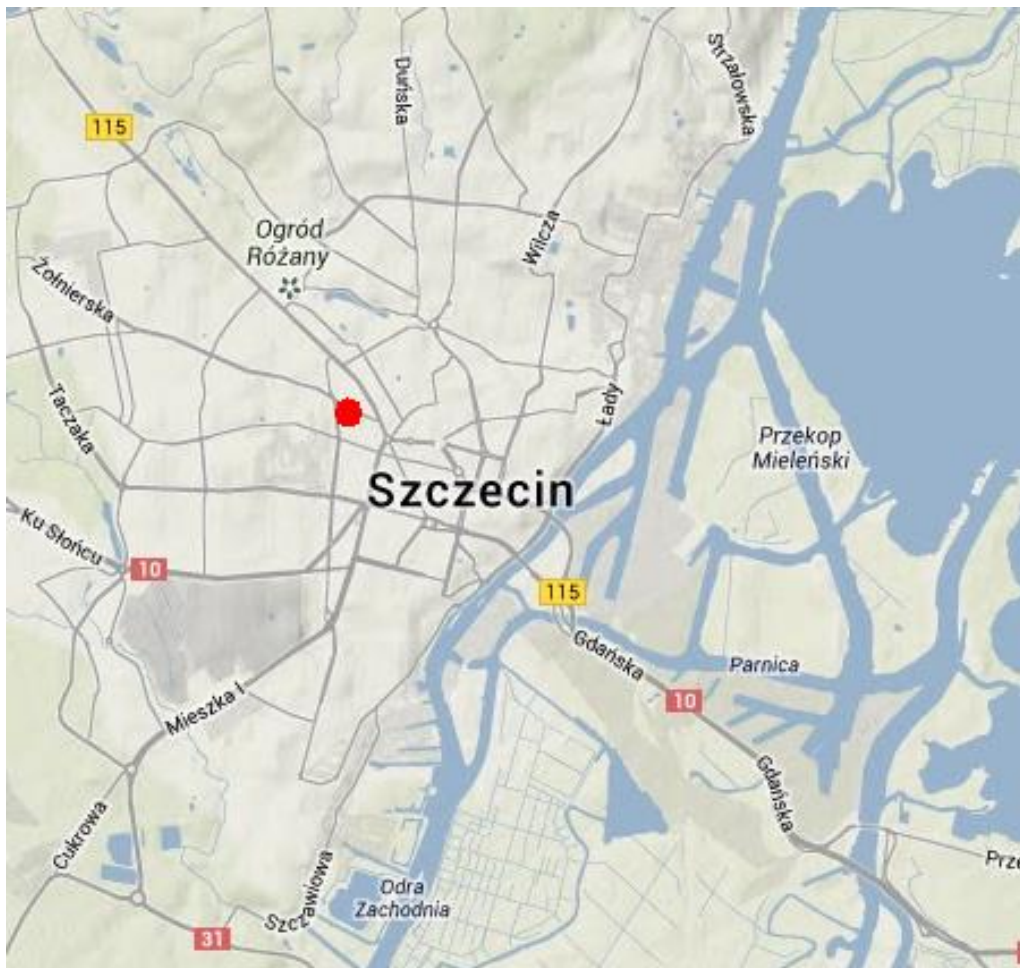 Duńska
Strzałowska
115
Ogród
Różany
Wilcza
Żołnierska
Taczaka
Łady
Przekop
Mieleński
Szczecin
Ku Słońcu
10
115
Gdańska
Parnica
10
Mieszka I
Gdańska
Cukrowa
Prze
Szczawiowa
Odra
Zachodnia
31